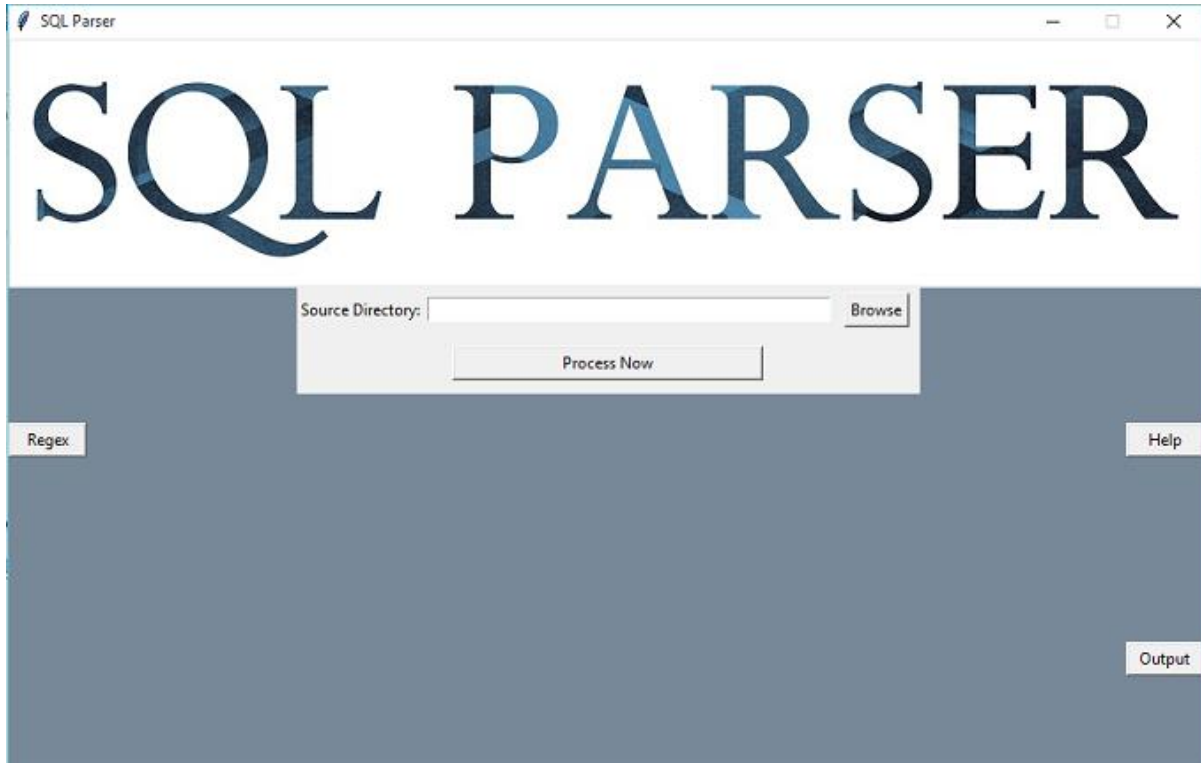 SQL Parser
SQL PARSER
Source Directory: Browse
Process Now
Regex Help
Output